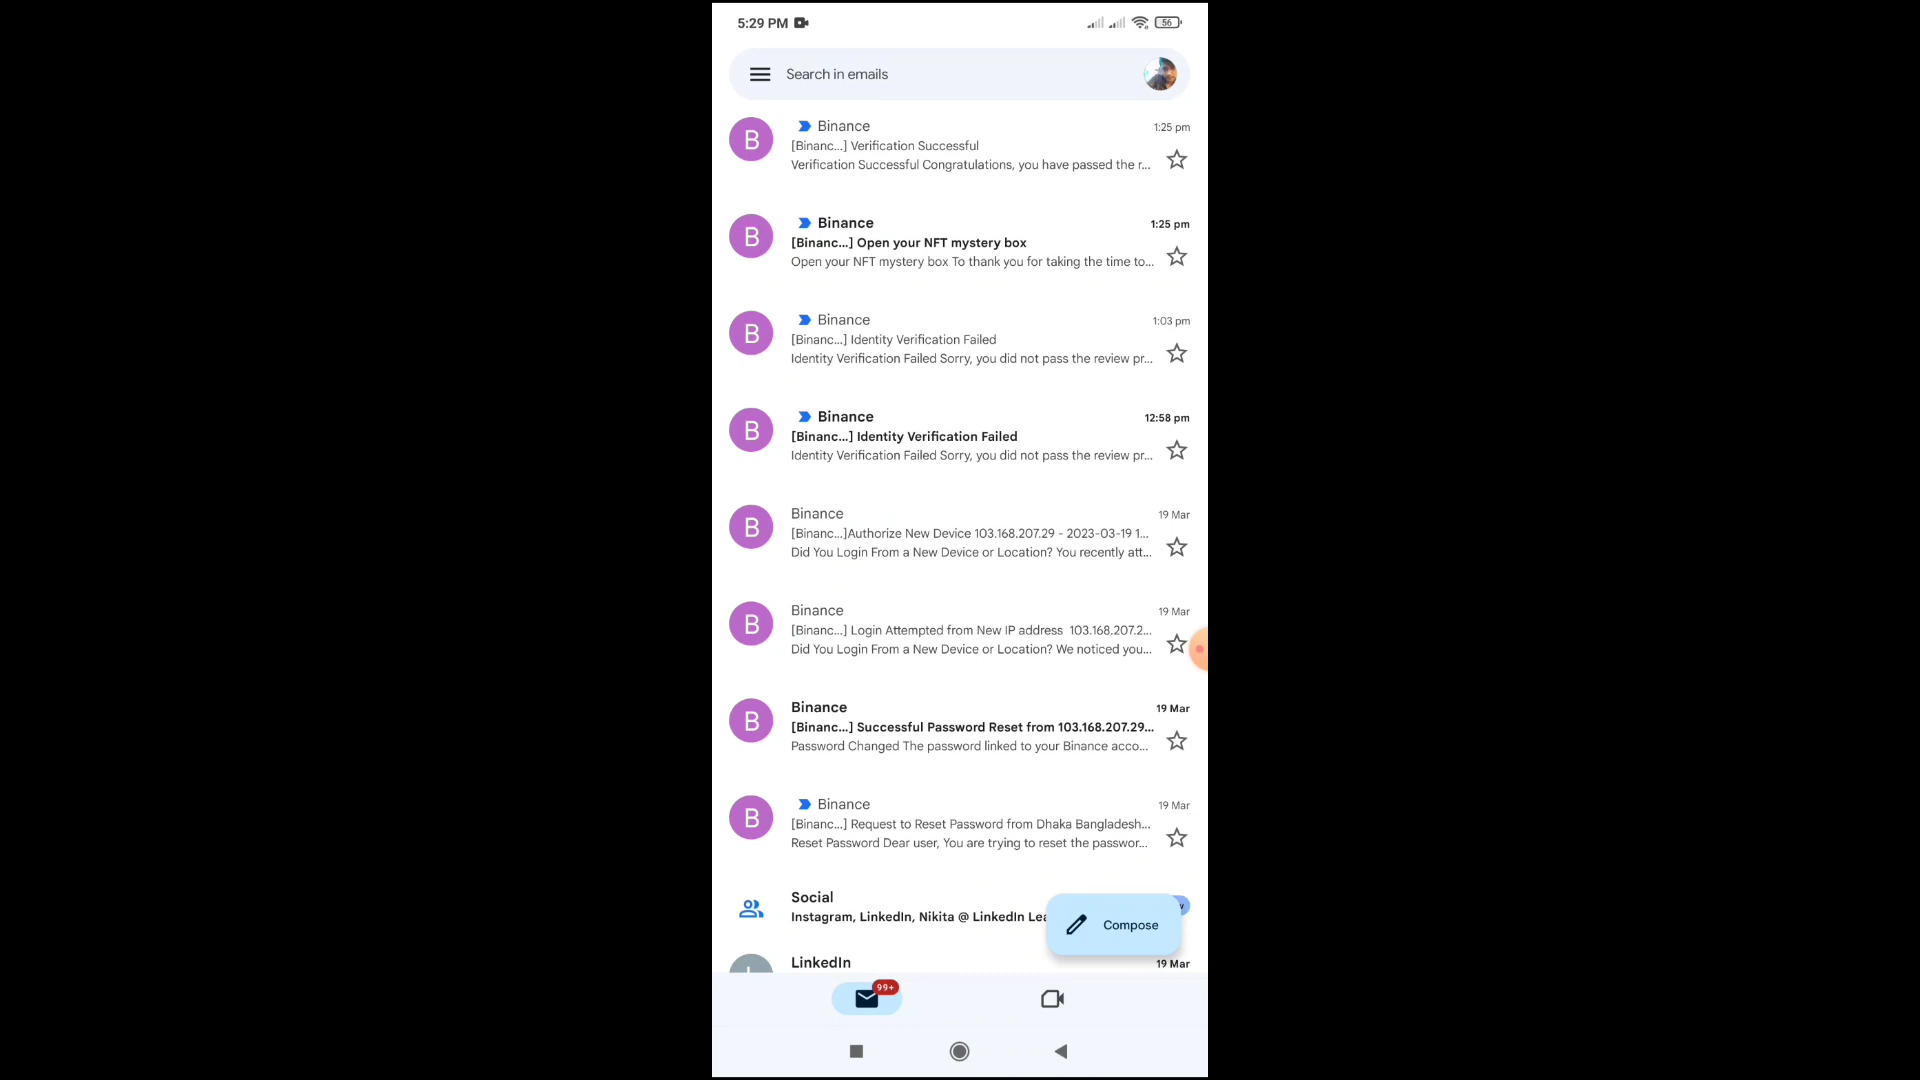 5:29 PM
56
Search in emails
B
Binance
1:25 pm
[Binanc...] Verification Successful
Verification Successful Congratulations, you have passed the r...
B
Binance
1:25 pm
[Binanc...] Open your NFT mystery box
Open your NFT mystery box To thank you for taking the time to...
B
Binance
1:03 pm
[Binanc...] Identity Verification Failed
Identity Verification Failed Sorry, you did not pass the review pr...
B
Binance
12:58 pm
[Binanc...] Identity Verification Failed
Identity Verification Failed Sorry, you did not pass the review pr...
B
Binance
19 Mar
[Binanc...]Authorize New Device 103.168.207.29 - 2023-03-19 1...
Did You Login From a New Device or Location? You recently att...
B
Binance
19 Mar
[Binanc...] Login Attempted from New IP address 103.168.207.2...
Did You Login From a New Device or Location? We noticed you...
B
Binance
19 Mar
[Binanc...] Successful Password Reset from 103.168.207.29...
Password Changed The password linked to your Binance acco...
B
Binance
19 Mar
[Binanc...] Request to Reset Password from Dhaka Bangladesh...
Reset Password Dear user, You are trying to reset the passwor...
Social
Instagram, LinkedIn, Nikita @ LinkedIn Lea
Compose
LinkedIn
19 Mar
99+